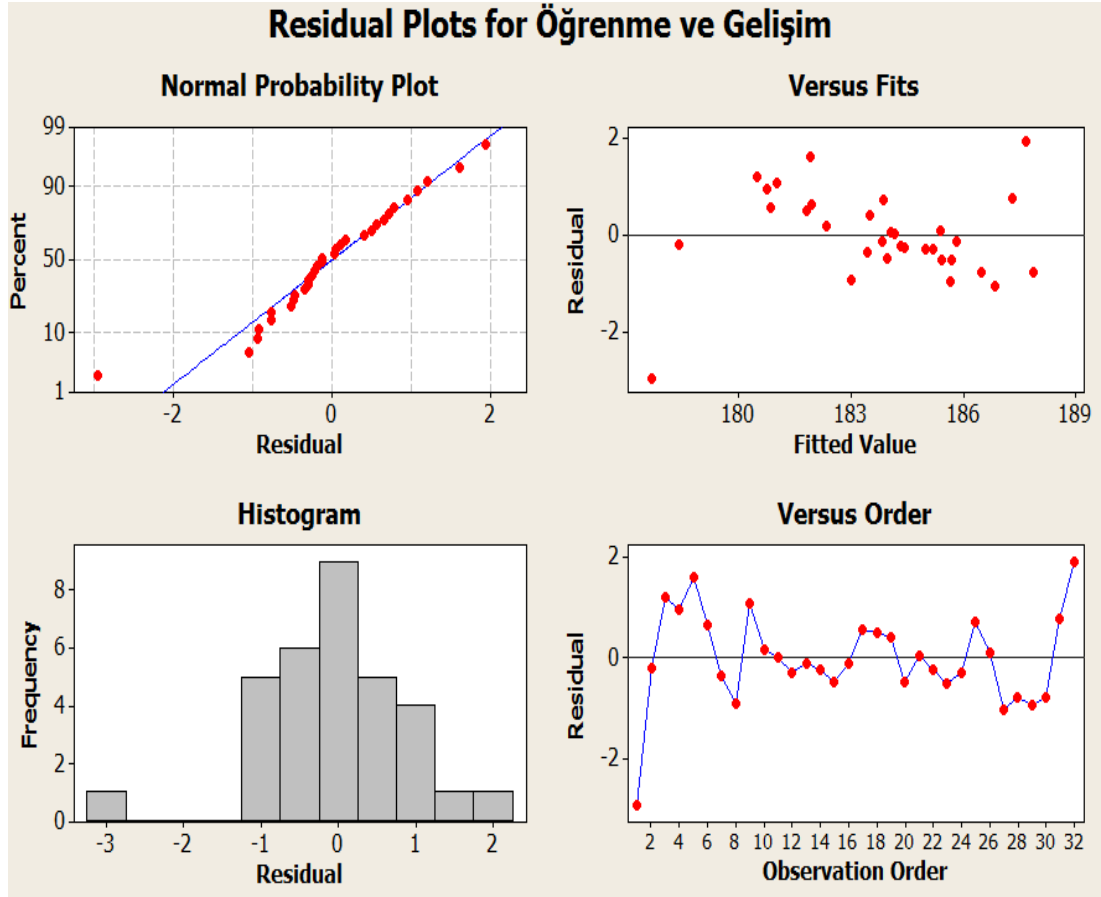 Residual Plots for Öğrenme ve Gelişim
Normal Probability Plot
99
90
50
10
1
Percent
-2 0 2
Residual
Versus Fits
2
0
-2
Residual
180 183 186 189
Fitted Value
Histogram
8
6
4
2
0
Frequency
-3 -2 -1 0 1 2
Residual
Versus Order
2
0
-2
Residual
2 4 6 8 10 12 14 16 18 20 22 24 26 28 30 32
Observation Order